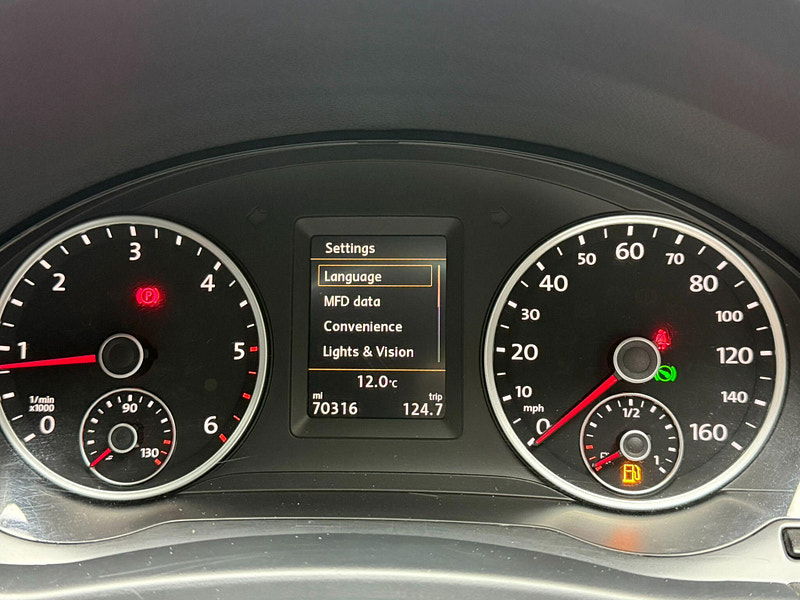 Settings
Language
MFD data
Convenience
Lights & Vision
12.0°C
mi
trip
70316
124.7
0
1
2
3
4
5
6
1/min
x1000
90
130
P
0
10
20
30
40
50
60
70
80
100
120
140
160
mph
1/2
1